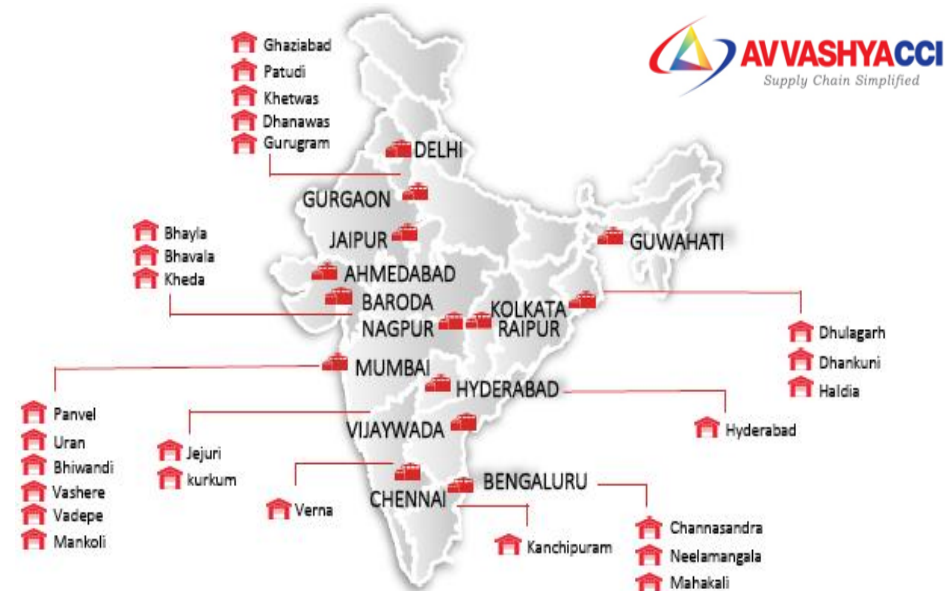 AVVASHYACCI
Supply Chain Simplified
Ghaziabad
Patudi
Khetwas
Dhanawas
Gurugram
DELHI
GURGAON
JAIPUR
GUWAHATI
Bhayla
Bhavala
Kheda
AHMEDABAD
BARODA
NAGPUR
KOLKATA
RAIPUR
Dhulagarh
Dhankuni
Haldia
MUMBAI
HYDERABAD
Hyderabad
Panvel
Uran
Bhiwandi
Vashere
Vadepe
Mankoli
VIJAYWADA
Jejuri
kurkum
Verna
CHENNAI
BENGALURU
Kanchipuram
Channasandra
Neelamangala
Mahakali